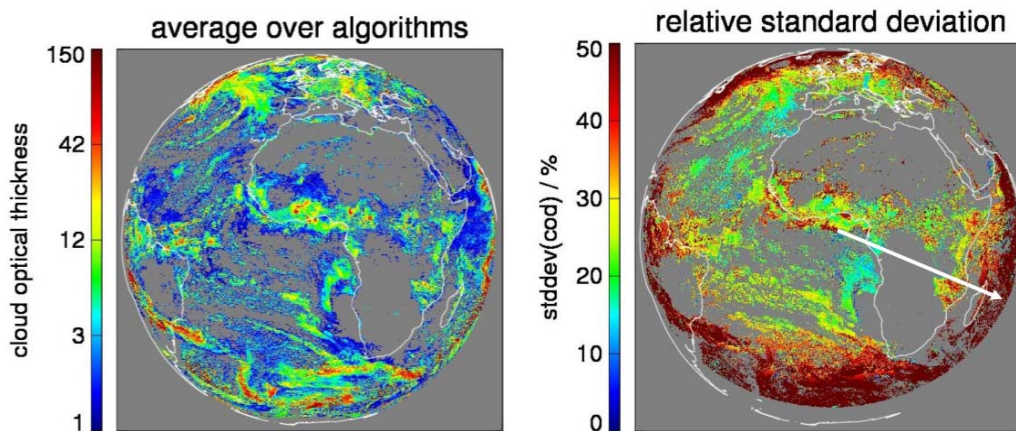 average over algorithms
cloud optical thickness
150
42
12
3
1
relative standard deviation
stddev(cod) / %
50
40
30
20
10
0